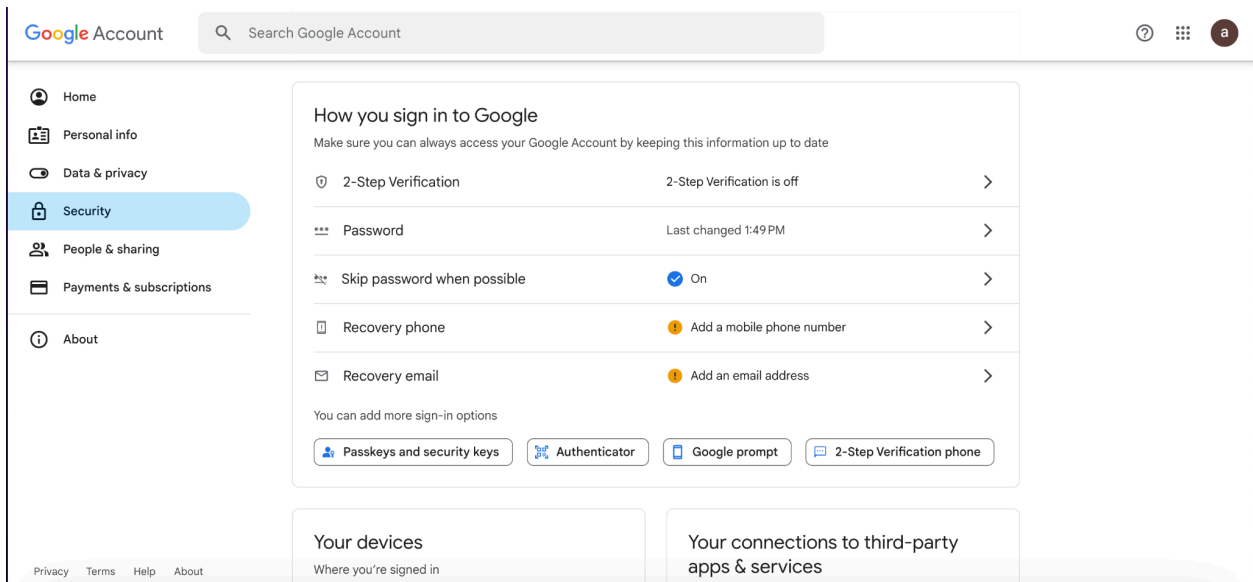 Google Account
Search Google Account
a
Home
Personal info
Data & privacy
Security
People & sharing
Payments & subscriptions
About
How you sign in to Google
Make sure you can always access your Google Account by keeping this information up to date
2-Step Verification 2-Step Verification is off
Password Last changed 1:49 PM
Skip password when possible On
Recovery phone Add a mobile phone number
Recovery email Add an email address
You can add more sign-in options
Passkeys and security keys Authenticator Google prompt 2-Step Verification phone
Your devices
Where you're signed in
Your connections to third-party
apps & services
Privacy Terms Help About